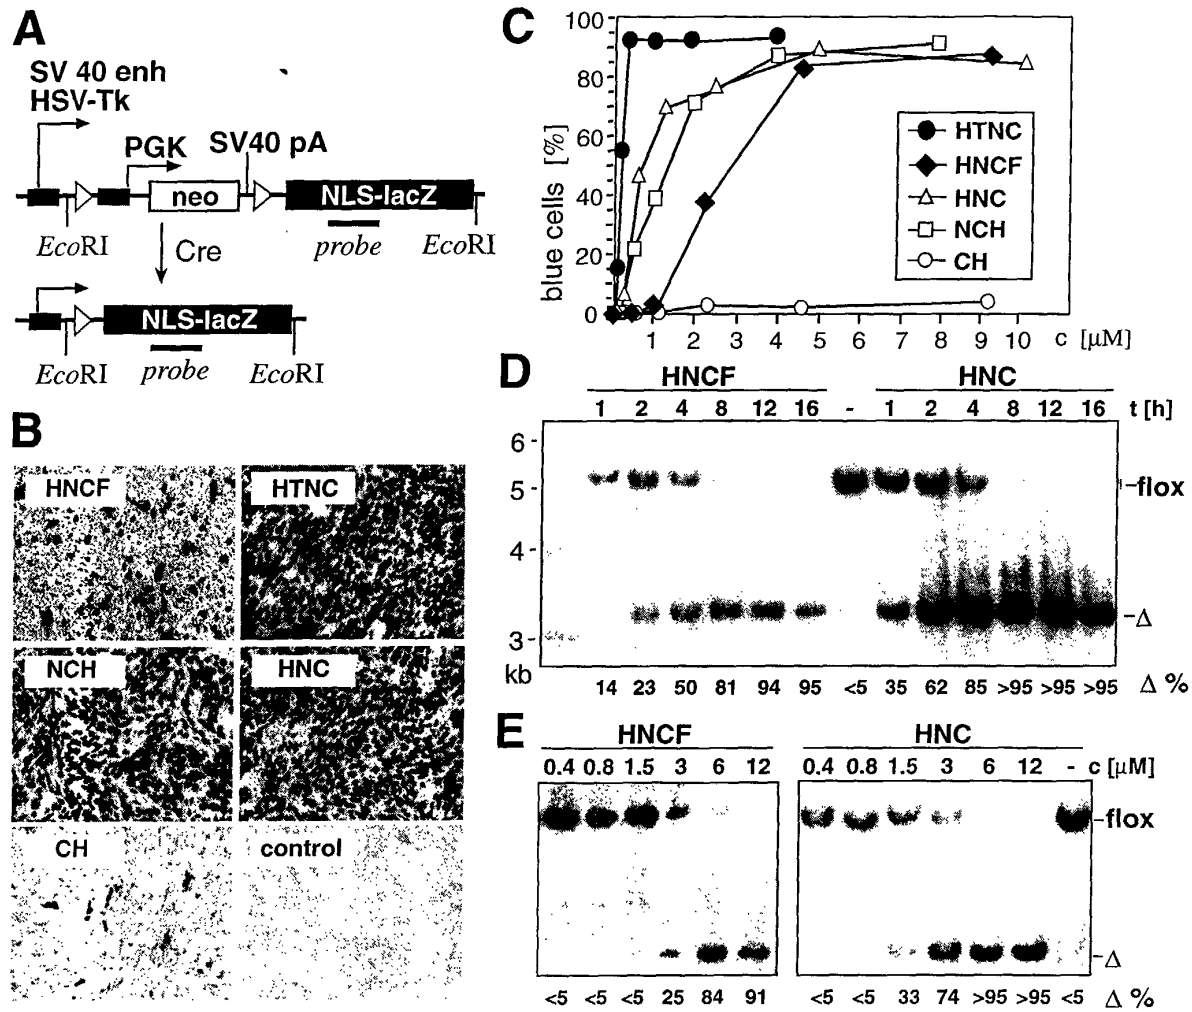 A
SV 40 enh
HSV-Tk
PGK
SV40 pA
neo
NLS-lacZ
EcoRI
probe
EcoRI
Cre
NLS-lacZ
EcoRI
probe
EcoRI
B
HNCF
HTNC
NCH
HNC
CH
control
C
blue cells [%]
100
80
60
40
20
0
1 2 3 4 5 6 7 8 9 10 c [μM]
HTNC
HNCF
HNC
NCH
CH
D
HNCF HNC
1 2 4 8 12 16 - 1 2 4 8 12 16 t [h]
6
5
4
3
kb
flox
Δ
14 23 50 81 94 95 <5 35 62 85 >95 >95 >95 Δ %
E
HNCF HNC
0.4 0.8 1.5 3 6 12 0.4 0.8 1.5 3 6 12 - c [μM]
flox
Δ
<5 <5 <5 25 84 91 <5 <5 33 74 >95 >95 <5 Δ %